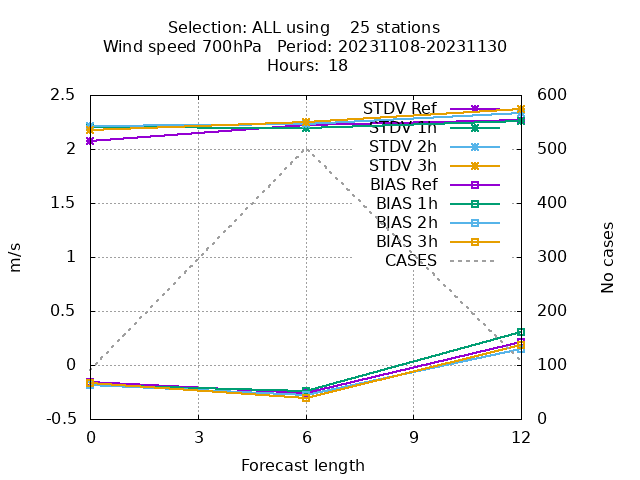 Selection: ALL using    25 stations
Wind speed 700hPa   Period: 20231108-20231130
Hours: 18
2.5
2
1.5
1
0.5
0
-0.5
m/s
600
500
400
300
200
100
0
No cases
STDV Ref
STDV 1h
STDV 2h
STDV 3h
BIAS Ref
BIAS 1h
BIAS 2h
BIAS 3h
CASES
0 3 6 9 12
Forecast length